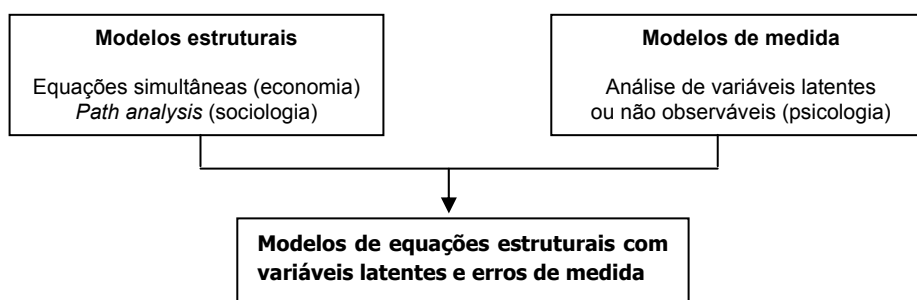 Modelos estruturais
Equações simultâneas (economia)
Path analysis (sociologia)
Modelos de medida
Análise de variáveis latentes
ou não observáveis (psicologia)
Modelos de equações estruturais com
variáveis latentes e erros de medida